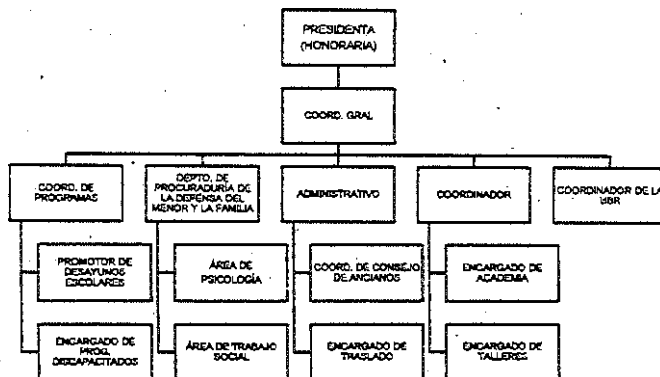 PRESIDENTA
(HONORARIA)
COORD. GRAL
COORD. DE
PROGRAMAS
DEPTO. DE
PROCURADURÍA DE
LA DEFENSA DEL
MENOR Y LA FAMILIA
ADMINISTRATIVO
COORDINADOR
COORDINADOR DE LA
UBR
PROMOTOR DE
DESAYUNOS
ESCOLARES
ÁREA DE
PSICOLOGÍA
COORD. DE CONSEJO
DE ANCIANOS
ENCARGADO DE
ACADEMIA
ENCARGADO DE
PROG.
DISCAPACITADOS
ÁREA DE TRABAJO
SOCIAL
ENCARGADO DE
TRASLADO
ENCARGADO DE
TALLERES